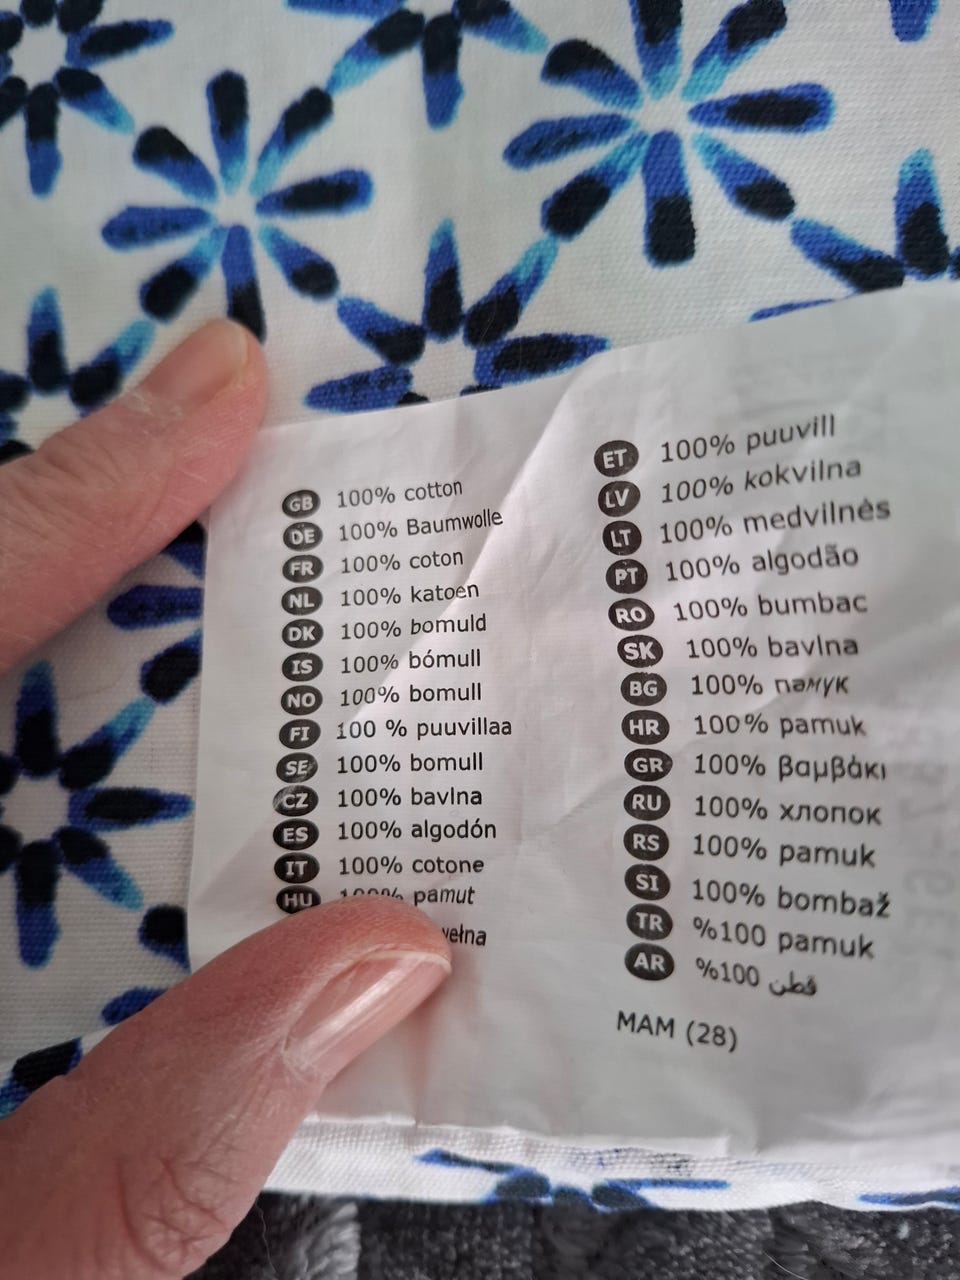 GB 100% cotton
DE 100% Baumwolle
FR 100% coton
NL 100% katoen
DK 100% bomuld
IS 100% bómull
NO 100% bomull
FI 100 % puuvillaa
SE 100% bomull
CZ 100% bavlna
ES 100% algodón
IT 100% cotone
HU 100% pamut
ET 100% puuvill
LV 100% kokvilna
LT 100% medvilnės
PT 100% algodão
RO 100% bumbac
SK 100% bavlna
BG 100% памук
HR 100% pamuk
GR 100% βαμβάκι
RU 100% хлопок
RS 100% pamuk
SI 100% bombaž
TR %100 pamuk
AR %100 قطن
MAM (28)